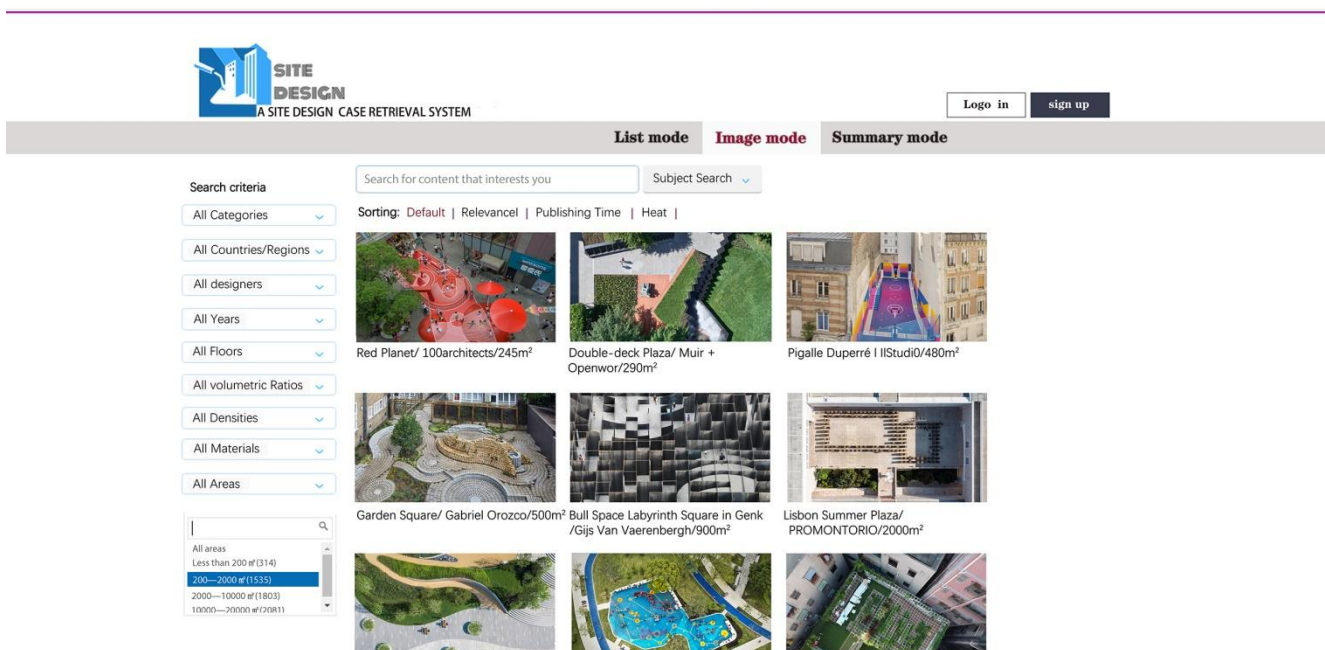 SITE
DESIGN
A SITE DESIGN CASE RETRIEVAL SYSTEM
Logo in
sign up
List mode
Image mode
Summary mode
Search criteria
All Categories
All Countries/Regions
All designers
All Years
All Floors
All volumetric Ratios
All Densities
All Materials
All Areas
All areas
Less than 200 ㎡(314)
200—2000 ㎡(1535)
2000—10000 ㎡(1803)
10000—20000 ㎡(2081)
Search for content that interests you
Subject Search
Sorting: Default | Relevancel | Publishing Time | Heat |
Red Planet/ 100architects/245m²
Double-deck Plaza/ Muir +
Openwor/290m²
Pigalle Duperré l IlStudi0/480m²
Garden Square/ Gabriel Orozco/500m²
Bull Space Labyrinth Square in Genk
/Gijs Van Vaerenbergh/900m²
Lisbon Summer Plaza/
PROMONTORIO/2000m²